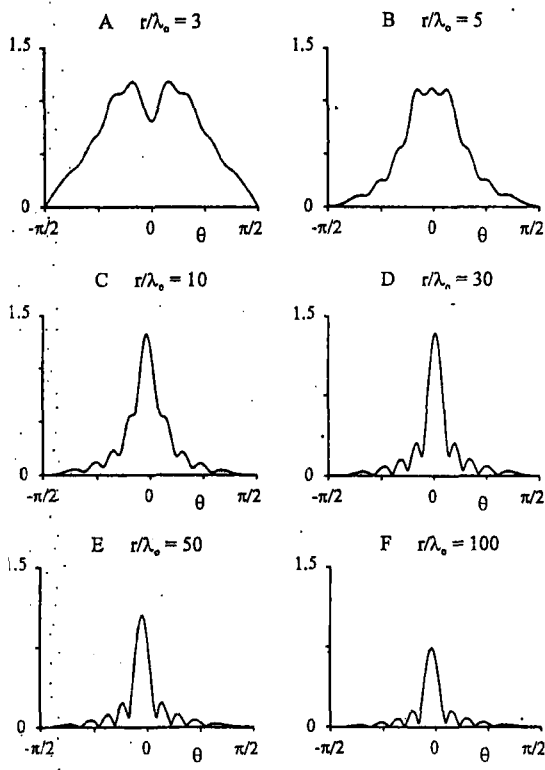 A r/λₒ = 3
1.5
0
-π/2 0 θ π/2
B r/λₒ = 5
1.5
0
-π/2 0 θ π/2
C r/λₒ = 10
1.5
0
-π/2 0 θ π/2
D r/λₒ = 30
1.5
0
-π/2 0 θ π/2
E r/λₒ = 50
1.5
0
-π/2 0 θ π/2
F r/λₒ = 100
1.5
0
-π/2 0 θ π/2